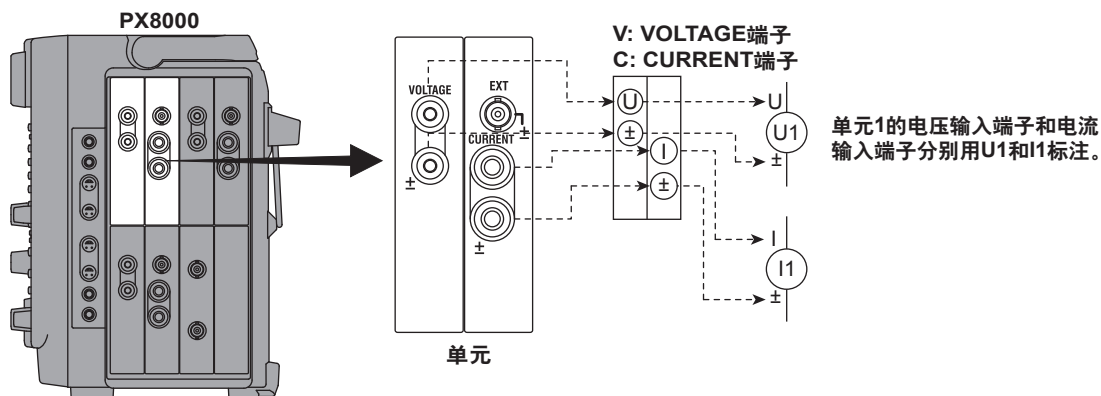 PX8000
V: VOLTAGE端子
C: CURRENT端子
VOLTAGE
EXT
±
CURRENT
±
±
单元
U
±
I
±
U
U1
±
I
I1
±
单元1的电压输入端子和电流
输入端子分别用U1和I1标注。